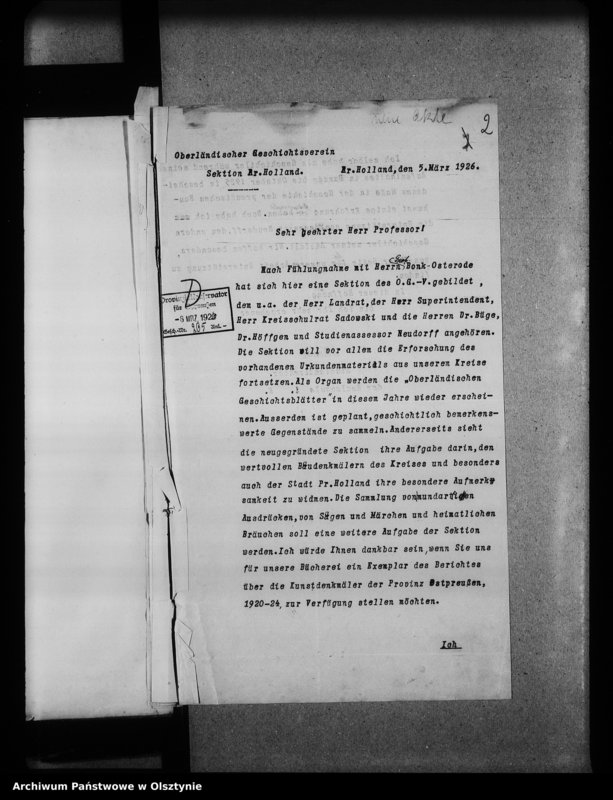 Neue Akte
2
Oberländischer Geschichtsverein
Sektion Pr.Holland. Pr.Holland,den 5.März 1926.
Sehr geehrter Herr Professor!
Nach Fühlungnahme mit Herrn Bonk-Osterode
hat sich hier eine Sektion des O.G.-V.gebildet ,
dem u.a. der Herr Landrat,der Herr Superintendent,
Herr Kreisschulrat Sadowski und die Herren Dr.Büge,
Dr.Höffgen und Studienassessor Neudorff angehören.
Die Sektion will vor allem die Erforschung des
vorhandenen Urkundenmaterials aus unserem Kreise
fortsetzen.Als Organ werden die „Oberländischen
Geschichtsblätter"in diesem Jahre wieder erschei-
nen.Ausserdem ist geplant,geschichtlich bemerkens-
werte Gegenstände zu sammeln.Andererseits sieht
die neugegründete Sektion ihre Aufgabe darin,den
wertvollen Baudenkmälern des Kreises und besonders
auch der Stadt Pr.Holland ihre besondere Aufmerk-
samkeit zu widmen.Die Sammlung von mundartigen
Ausdrücken,von Sagen und Märchen und heimatlichen
Bräuchen soll eine weitere Aufgabe der Sektion
werden.Ich würde Ihnen dankbar sein,wenn Sie uns
für unsere Bücherei ein Exemplar des Berichtes
über die Kunstdenkmäler der Provinz Ostpreußen,
1920-24, zur Verfügung stellen möchten.
Ich
Archiwum Państwowe w Olsztynie